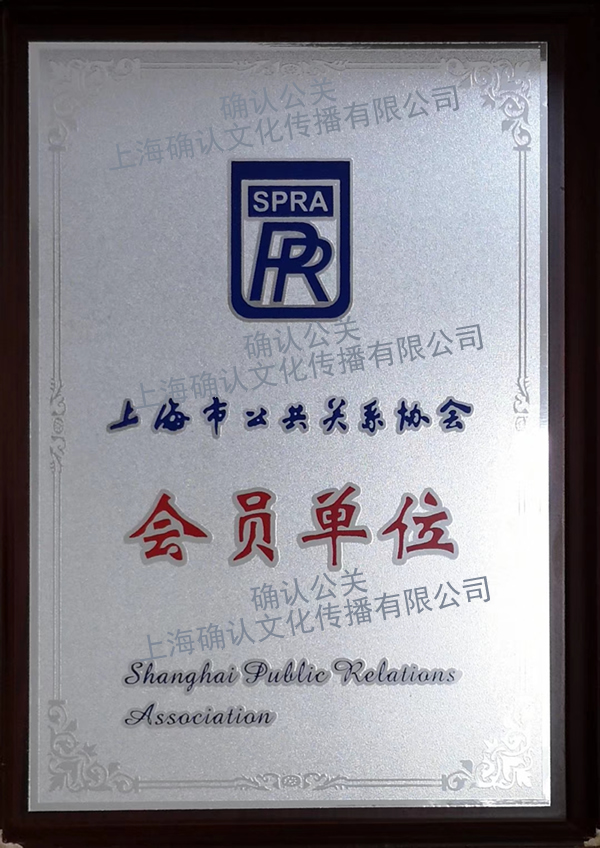 确认公关
上海确认文化传播有限公司
SPRA
PR
确认公关
上海确认文化传播有限公司
上海市公共关系协会
会员单位
确认公关
上海确认文化传播有限公司
Shanghai Public Relations
Association